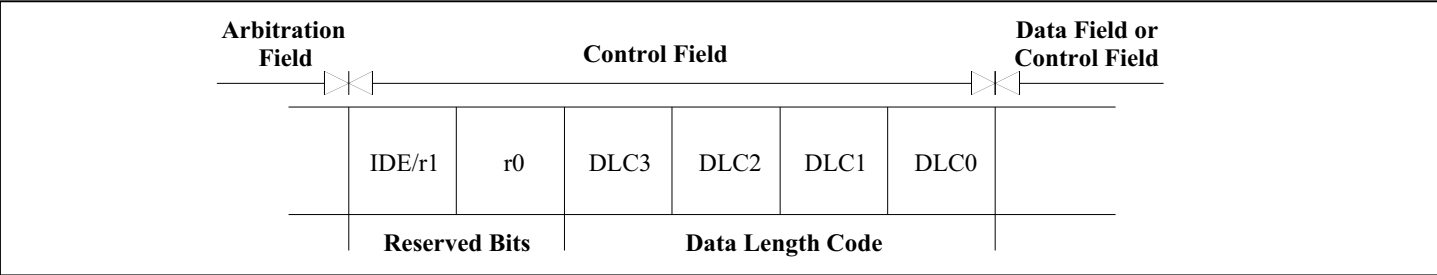 Arbitration
Field
Control Field
Data Field or
Control Field
IDE/r1 r0 DLC3 DLC2 DLC1 DLC0
Reserved Bits Data Length Code